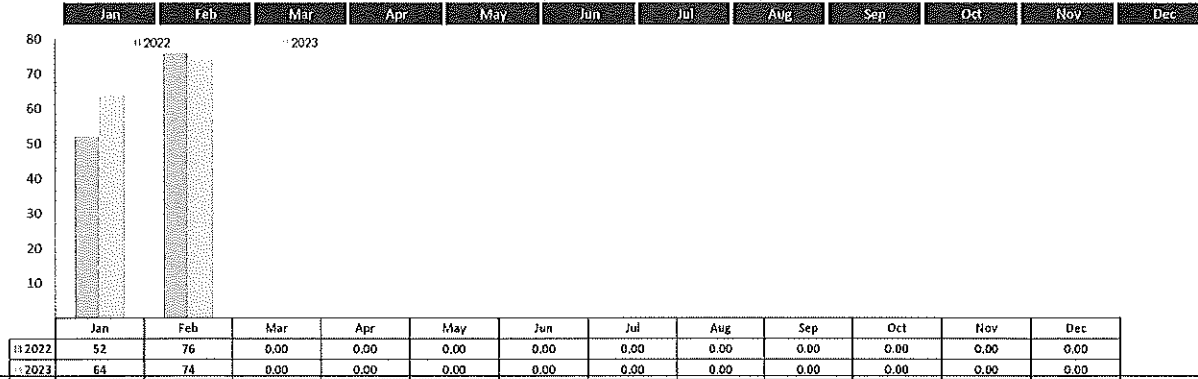 Jan Feb Mar Apr May Jun Jul Aug Sep Oct Nov Dec
80
2022 2023
70
60
50
40
30
20
10
Jan Feb Mar Apr May Jun Jul Aug Sep Oct Nov Dec
2022 52 76 0.00 0.00 0.00 0.00 0.00 0.00 0.00 0.00 0.00 0.00
2023 64 74 0.00 0.00 0.00 0.00 0.00 0.00 0.00 0.00 0.00 0.00